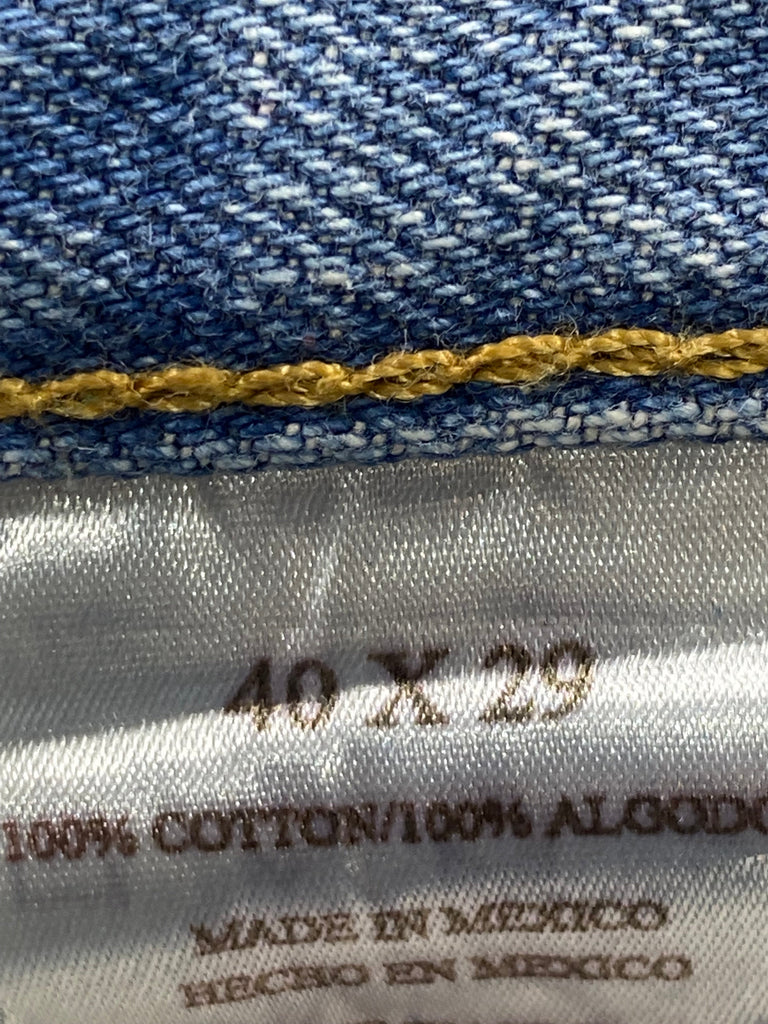 40 X 29
100% COTTON/100% ALGODO
MADE IN MEXICO
HECHO EN MEXICO